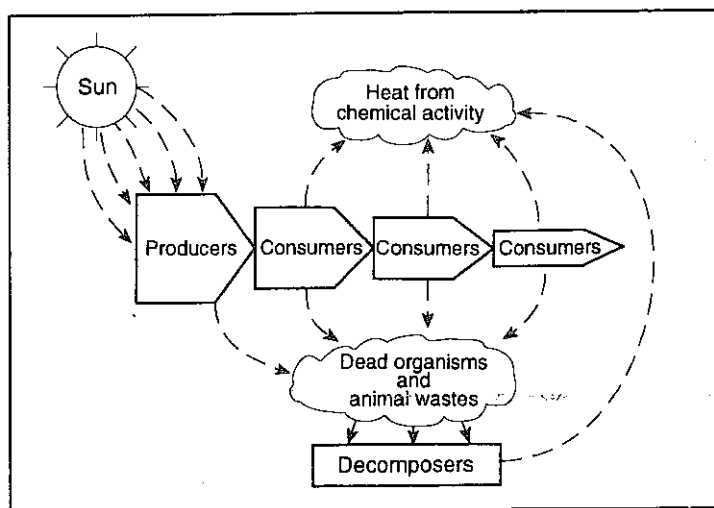 Sun
Heat from
chemical activity
Producers
Consumers
Consumers
Consumers
Dead organisms
and
animal wastes
Decomposers